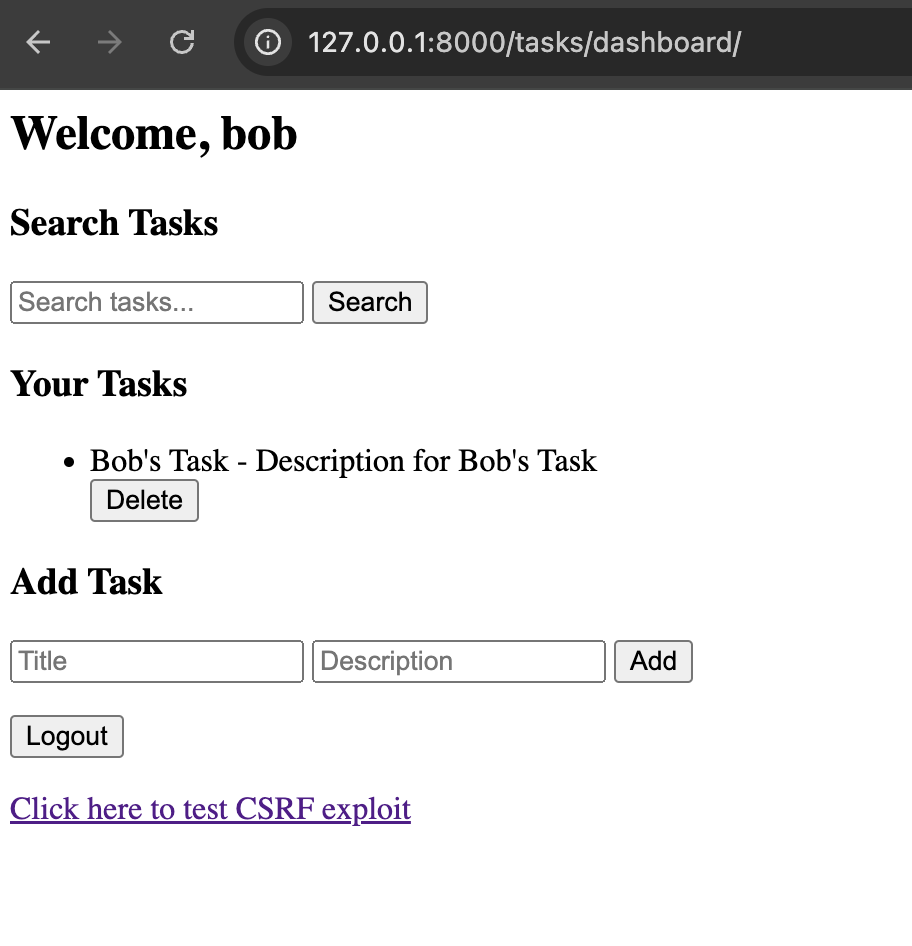 127.0.0.1:8000/tasks/dashboard/
Welcome, bob
Search Tasks
Search tasks... Search
Your Tasks
• Bob's Task - Description for Bob's Task
Delete
Add Task
Title Description Add
Logout
Click here to test CSRF exploit